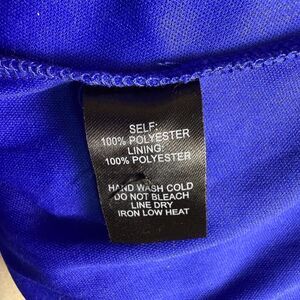 SELF:
100% POLYESTER
LINING:
100% POLYESTER
HAND WASH COLD
DO NOT BLEACH
LINE DRY
IRON LOW HEAT